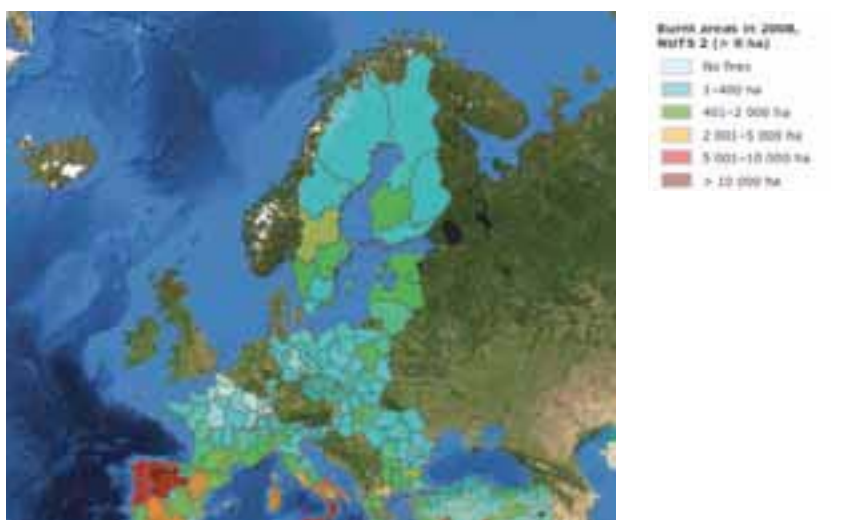 Burnt areas in 2008,
NUTS 2 (> 0 ha)
No fires
1–400 ha
401–2 000 ha
2 001–5 000 ha
5 001–10 000 ha
> 10 000 ha